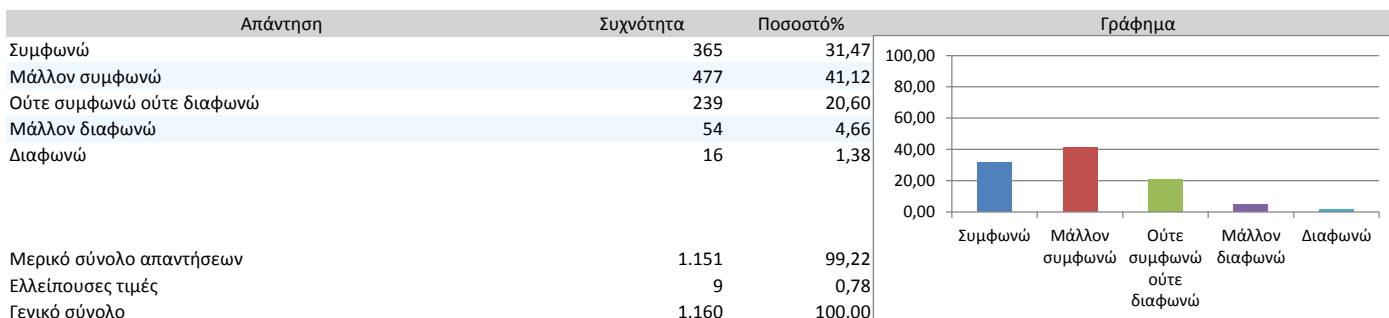 Απάντηση Συχνότητα Ποσοστό% Γράφημα
Συμφωνώ 365 31,47
Μάλλον συμφωνώ 477 41,12
Ούτε συμφωνώ ούτε διαφωνώ 239 20,60
Μάλλον διαφωνώ 54 4,66
Διαφωνώ 16 1,38
Μερικό σύνολο απαντήσεων 1.151 99,22
Ελλείπουσες τιμές 9 0,78
Γενικό σύνολο 1.160 100,00
100,00
80,00
60,00
40,00
20,00
0,00
Συμφωνώ Μάλλον Ούτε Μάλλον Διαφωνώ
συμφωνώ συμφωνώ διαφωνώ
ούτε
διαφωνώ